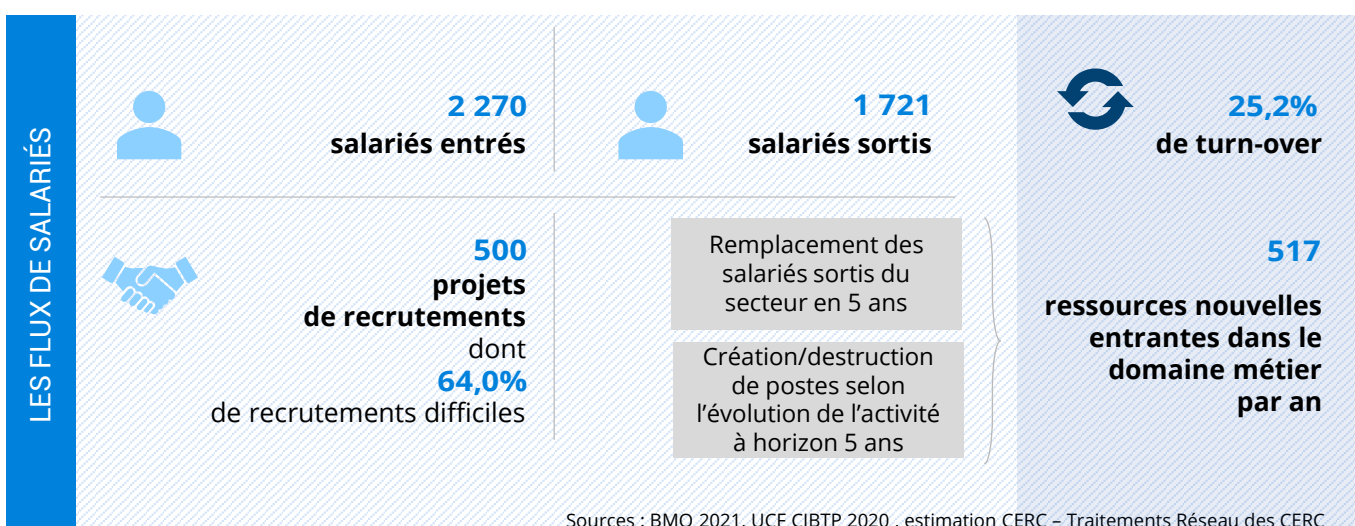 LES FLUX DE SALARIÉS
2 270
salariés entrés
1 721
salariés sortis
25,2%
de turn-over
500
projets
de recrutements
dont
64,0%
de recrutements difficiles
Remplacement des
salariés sortis du
secteur en 5 ans
Création/destruction
de postes selon
l’évolution de l’activité
à horizon 5 ans
517
ressources nouvelles
entrantes dans le
domaine métier
par an
Sources : BMO 2021, UCF CIBTP 2020 , estimation CERC – Traitements Réseau des CERC